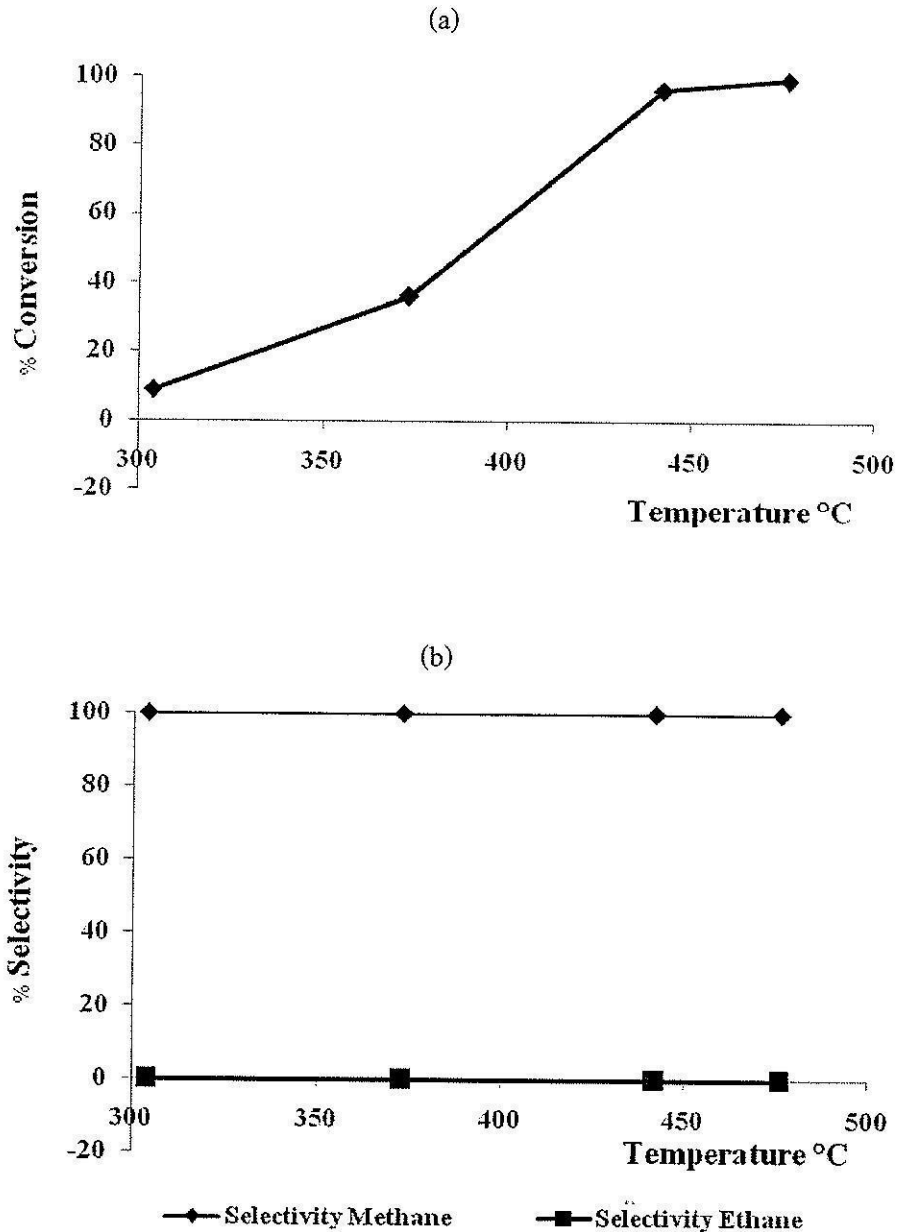 (a)
100
80
60
40
20
0
-20
% Conversion
300 350 400 450 500
Temperature °C
(b)
100
80
60
40
20
0
-20
% Selectivity
300 350 400 450 500
Temperature °C
Selectivity Methane Selectivity Ethane